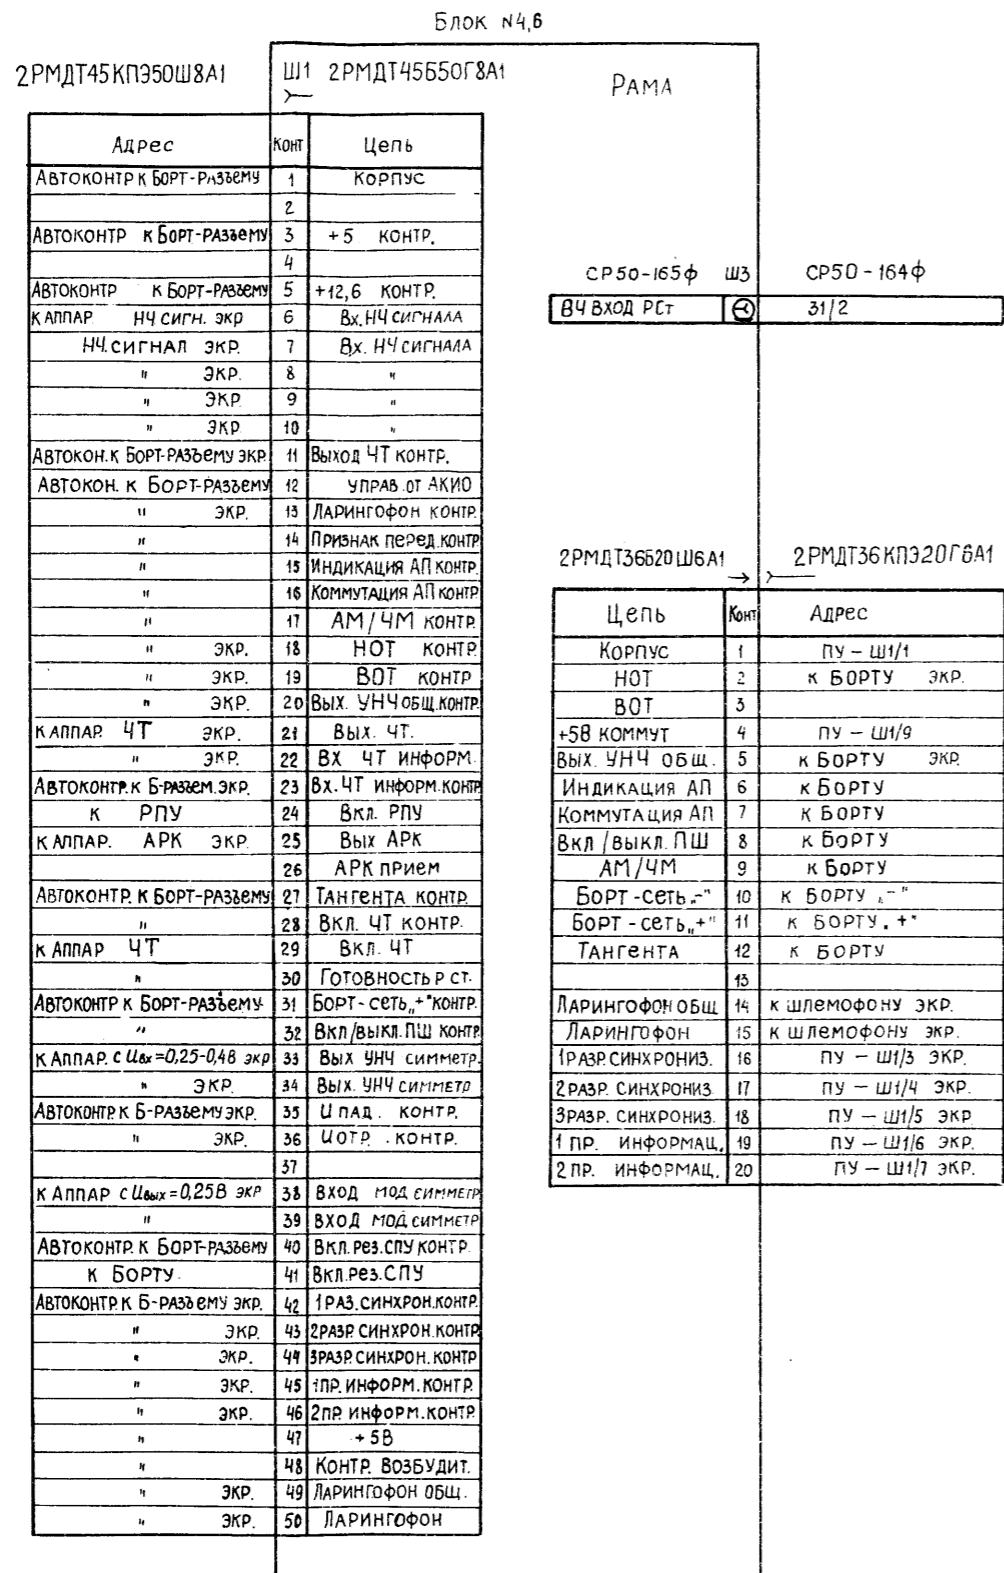 Блок №4,6
2РМДТ45КПЭ50Ш8А1 Ш1 2РМДТ45Б50Г8А1
Рама
Адрес Конт Цепь
Автоконтр к Борт-разъему 1 Корпус
2
Автоконтр к Борт-разъему 3 +5 контр.
4
Автоконтр к Борт-разъему 5 +12,6 контр.
К аппар НЧ сигн. экр 6 Вх. НЧ сигнала
НЧ. сигнал экр. 7 Вх. НЧ сигнала
" экр. 8 "
" экр. 9 "
" экр 10 "
Автокон. к Борт-разъему экр. 11 Выход ЧТ контр.
Автокон. к Борт-разъему 12 Управ. от АКИО
" экр. 13 Ларингофон контр.
" 14 Признак перед. контр
" 15 Индикация АП контр.
" 16 Коммутация АП контр
" 17 АМ/ЧМ контр.
" экр. 18 НОТ контр
" экр. 19 ВОТ контр
" экр. 20 Вых. УНЧ общ. контр.
К аппар. ЧТ экр. 21 Вых. ЧТ.
" экр. 22 Вх ЧТ информ.
Автоконтр. к Б-разъем. экр. 23 Вх. ЧТ информ. контр
К РПУ 24 Вкл. РПУ
К аппар. АРК экр. 25 Вых АРК
26 АРК прием
Автоконтр. к Борт-разъему 27 Тангента контр.
" 28 Вкл. ЧТ контр.
К аппар ЧТ 29 Вкл. ЧТ
" 30 Готовность Р ст.
Автоконтр к Борт-разъему 31 Борт-сеть „+" контр.
" 32 Вкл/выкл. ПШ контр.
К аппар. с Uвх=0,25-0,4В экр 33 Вых УНЧ симметр.
" экр. 34 Вых. УНЧ симметр
Автоконтр. к Б-разъему экр. 35 U пад. контр.
" экр. 36 U отр. контр.
37
К аппар с Uвых=0,25В экр 38 Вход мод симметр
" 39 Вход мод симметр
Автоконтр. к Борт-разъему 40 Вкл. рез. СПУ контр.
К Борту 41 Вкл. рез. СПУ
Автоконтр. к Б-разъему экр. 42 1 раз. синхрон. контр.
" экр. 43 2разр. синхрон. контр.
" экр. 44 3разр. синхрон. контр
" экр. 45 1пр. информ. контр.
" экр. 46 2пр. информ. контр.
" 47 +5В
" 48 Контр. возбудит.
" экр. 49 Ларингофон общ.
" экр. 50 Ларингофон
СР50-165ф Ш3 СР50-164ф
ВЧ вход РСт 31/2
2РМДТ36Б20Ш6А1 2РМДТ36КПЭ20Г6А1
Цепь Конт Адрес
Корпус 1 ПУ – Ш1/1
НОТ 2 к Борту экр.
ВОТ 3
+5В коммут 4 ПУ – Ш1/9
Вых. УНЧ общ. 5 к Борту экр.
Индикация АП 6 к Борту
Коммутация АП 7 к Борту
Вкл/выкл. ПШ 8 к Борту
АМ/ЧМ 9 к Борту
Борт-сеть „-" 10 к Борту „-"
Борт-сеть „+" 11 к Борту „+"
Тангента 12 к Борту
13
Ларингофон общ 14 к шлемофону экр.
Ларингофон 15 к шлемофону экр.
1разр. синхрониз. 16 ПУ – Ш1/3 экр.
2разр. синхрониз 17 ПУ – Ш1/4 экр.
3разр. синхрониз. 18 ПУ – Ш1/5 экр
1 пр. информац. 19 ПУ – Ш1/6 экр.
2 пр. информац. 20 ПУ – Ш1/7 экр.